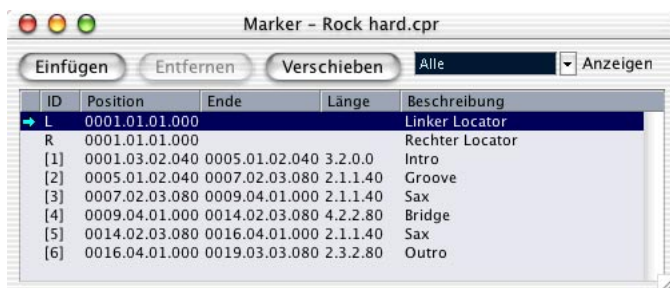 Marker – Rock hard.cpr
Einfügen Entfernen Verschieben Alle Anzeigen
ID Position Ende Länge Beschreibung
L 0001.01.01.000 Linker Locator
R 0001.01.01.000 Rechter Locator
[1] 0001.03.02.040 0005.01.02.040 3.2.0.0 Intro
[2] 0005.01.02.040 0007.02.03.080 2.1.1.40 Groove
[3] 0007.02.03.080 0009.04.01.000 2.1.1.40 Sax
[4] 0009.04.01.000 0014.02.03.080 4.2.2.80 Bridge
[5] 0014.02.03.080 0016.04.01.000 2.1.1.40 Sax
[6] 0016.04.01.000 0019.03.03.080 2.3.2.80 Outro